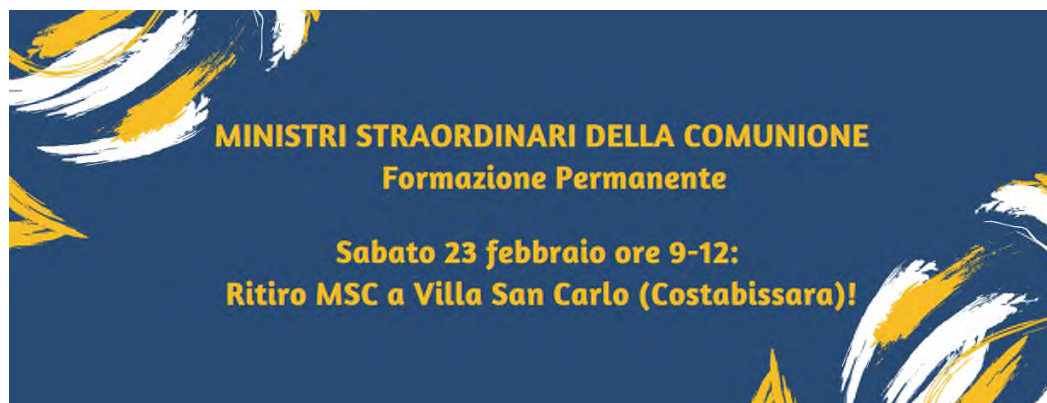 MINISTRI STRAORDINARI DELLA COMUNIONE
Formazione Permanente
Sabato 23 febbraio ore 9-12:
Ritiro MSC a Villa San Carlo (Costabissara)!